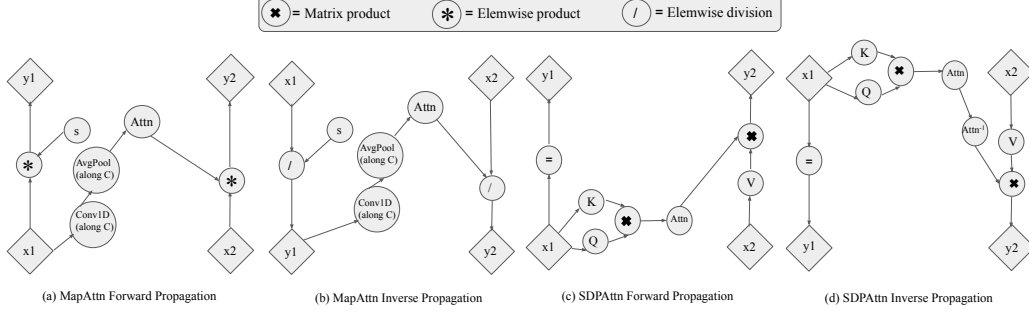 ✖ = Matrix product
* = Elemwise product
/ = Elemwise division
y1
y2
s
Attn
*
AvgPool
(along C)
*
Conv1D
(along C)
x1
x2
(a) MapAttn Forward Propagation
x1
x2
Attn
s
AvgPool
(along C)
/
/
Conv1D
(along C)
y1
y2
(b) MapAttn Inverse Propagation
y1
y2
✖
=
V
K
✖
Attn
Q
x1
x2
(c) SDPAttn Forward Propagation
K
x1
✖
Attn
x2
Q
Attn⁻¹
V
=
✖
y1
y2
(d) SDPAttn Inverse Propagation